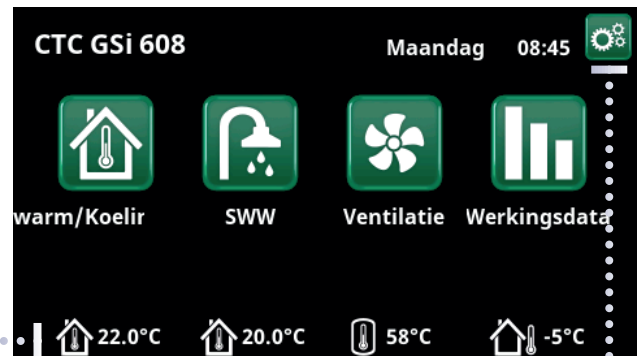 CTC GSi 608
Maandag 08:45
warm/Koelir SWW Ventilatie Werkingsdata
22.0°C 20.0°C 58°C -5°C